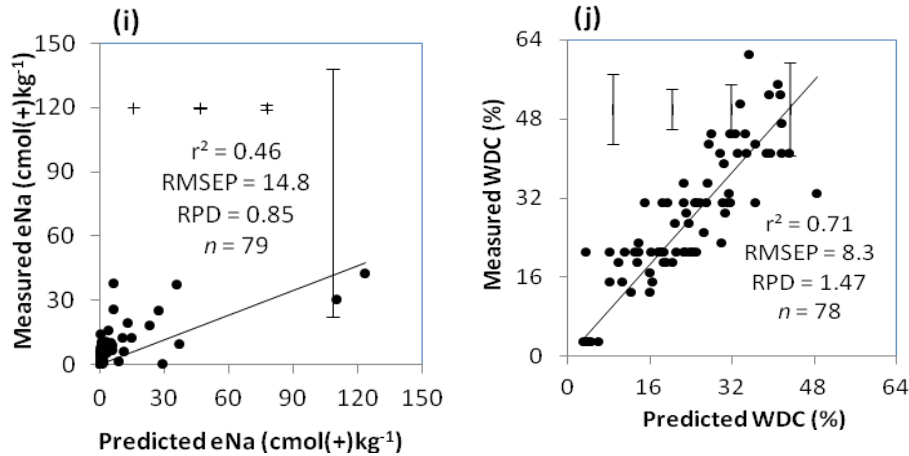 (i)
150
120
90
60
30
0
Measured eNa (cmol(+)kg⁻¹)
r² = 0.46
RMSEP = 14.8
RPD = 0.85
n = 79
0 30 60 90 120 150
Predicted eNa (cmol(+)kg⁻¹)
(j)
64
48
32
16
0
Measured WDC (%)
r² = 0.71
RMSEP = 8.3
RPD = 1.47
n = 78
0 16 32 48 64
Predicted WDC (%)